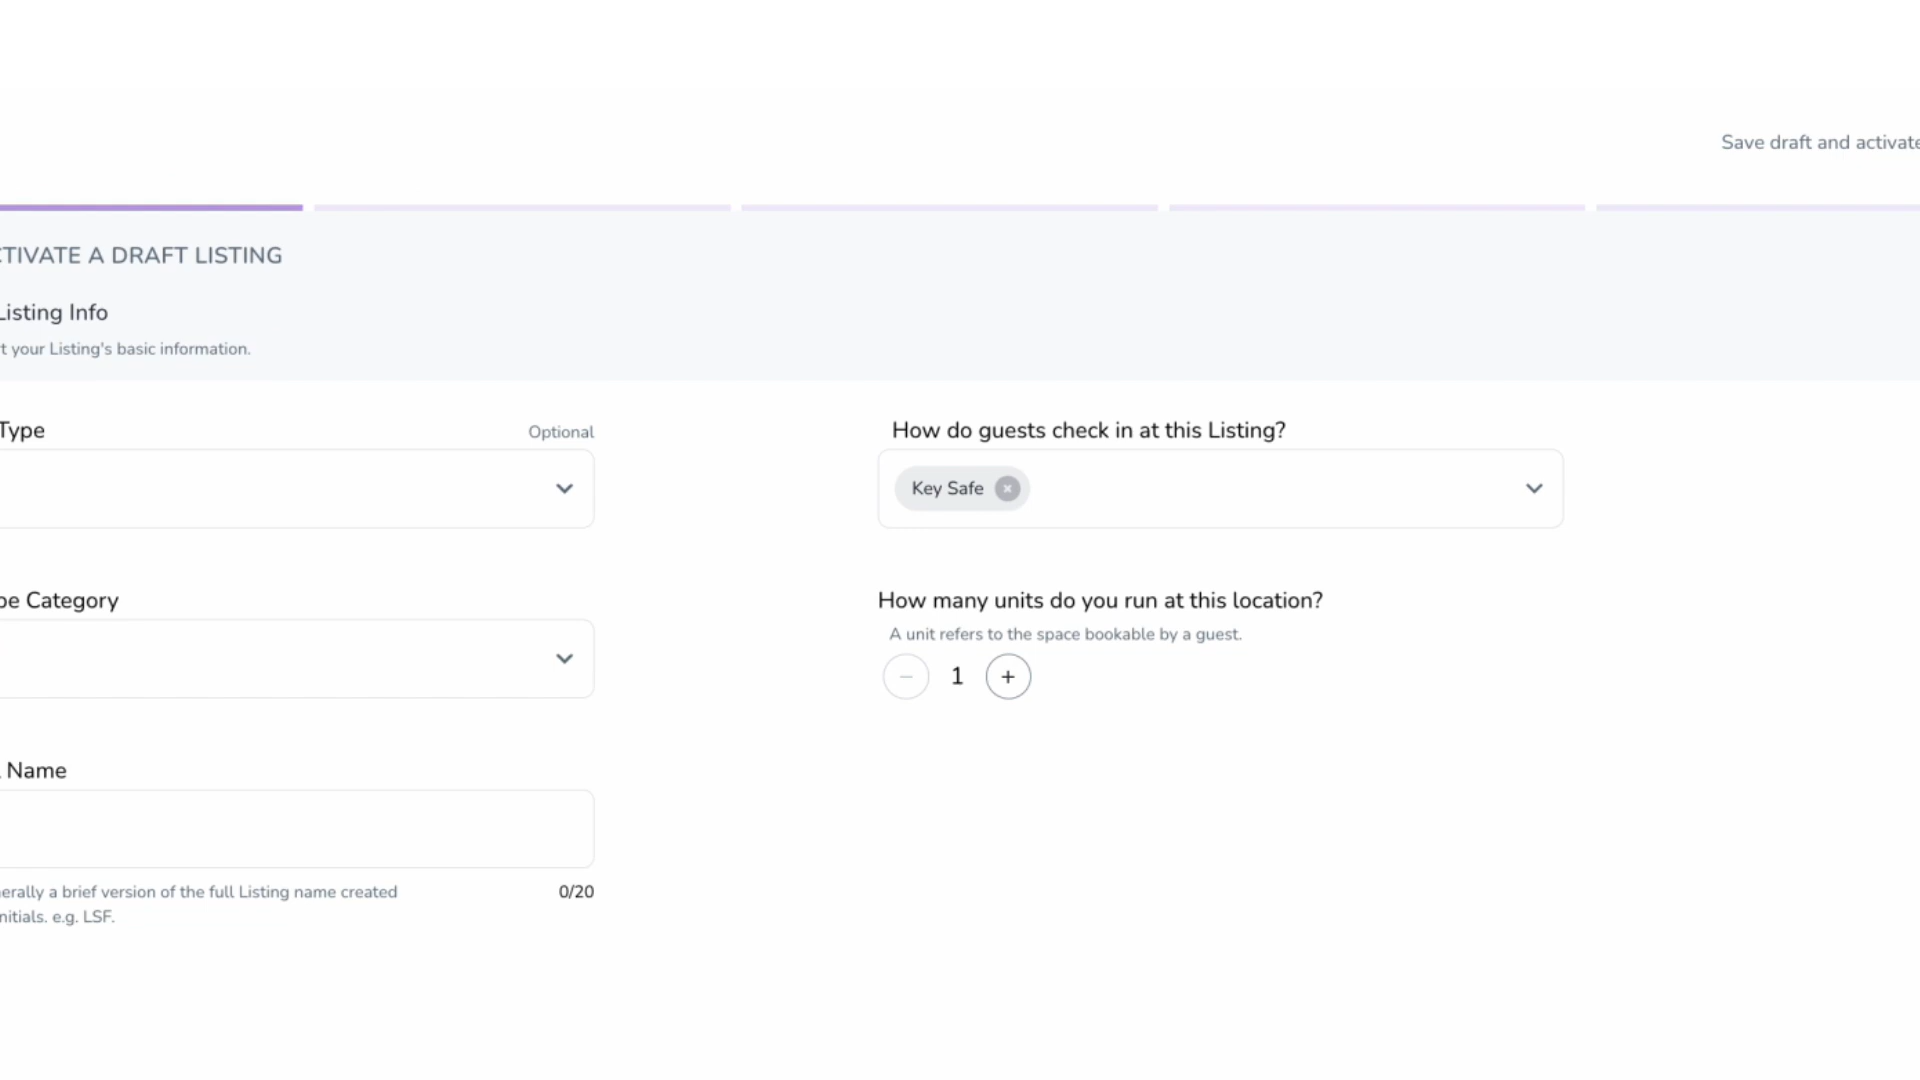 Save draft and activate
CTIVATE A DRAFT LISTING
Listing Info
t your Listing's basic information.
Type
Optional
How do guests check in at this Listing?
Key Safe
pe Category
How many units do you run at this location?
A unit refers to the space bookable by a guest.
1
Name
erally a brief version of the full Listing name created
0/20
nitials. e.g. LSF.